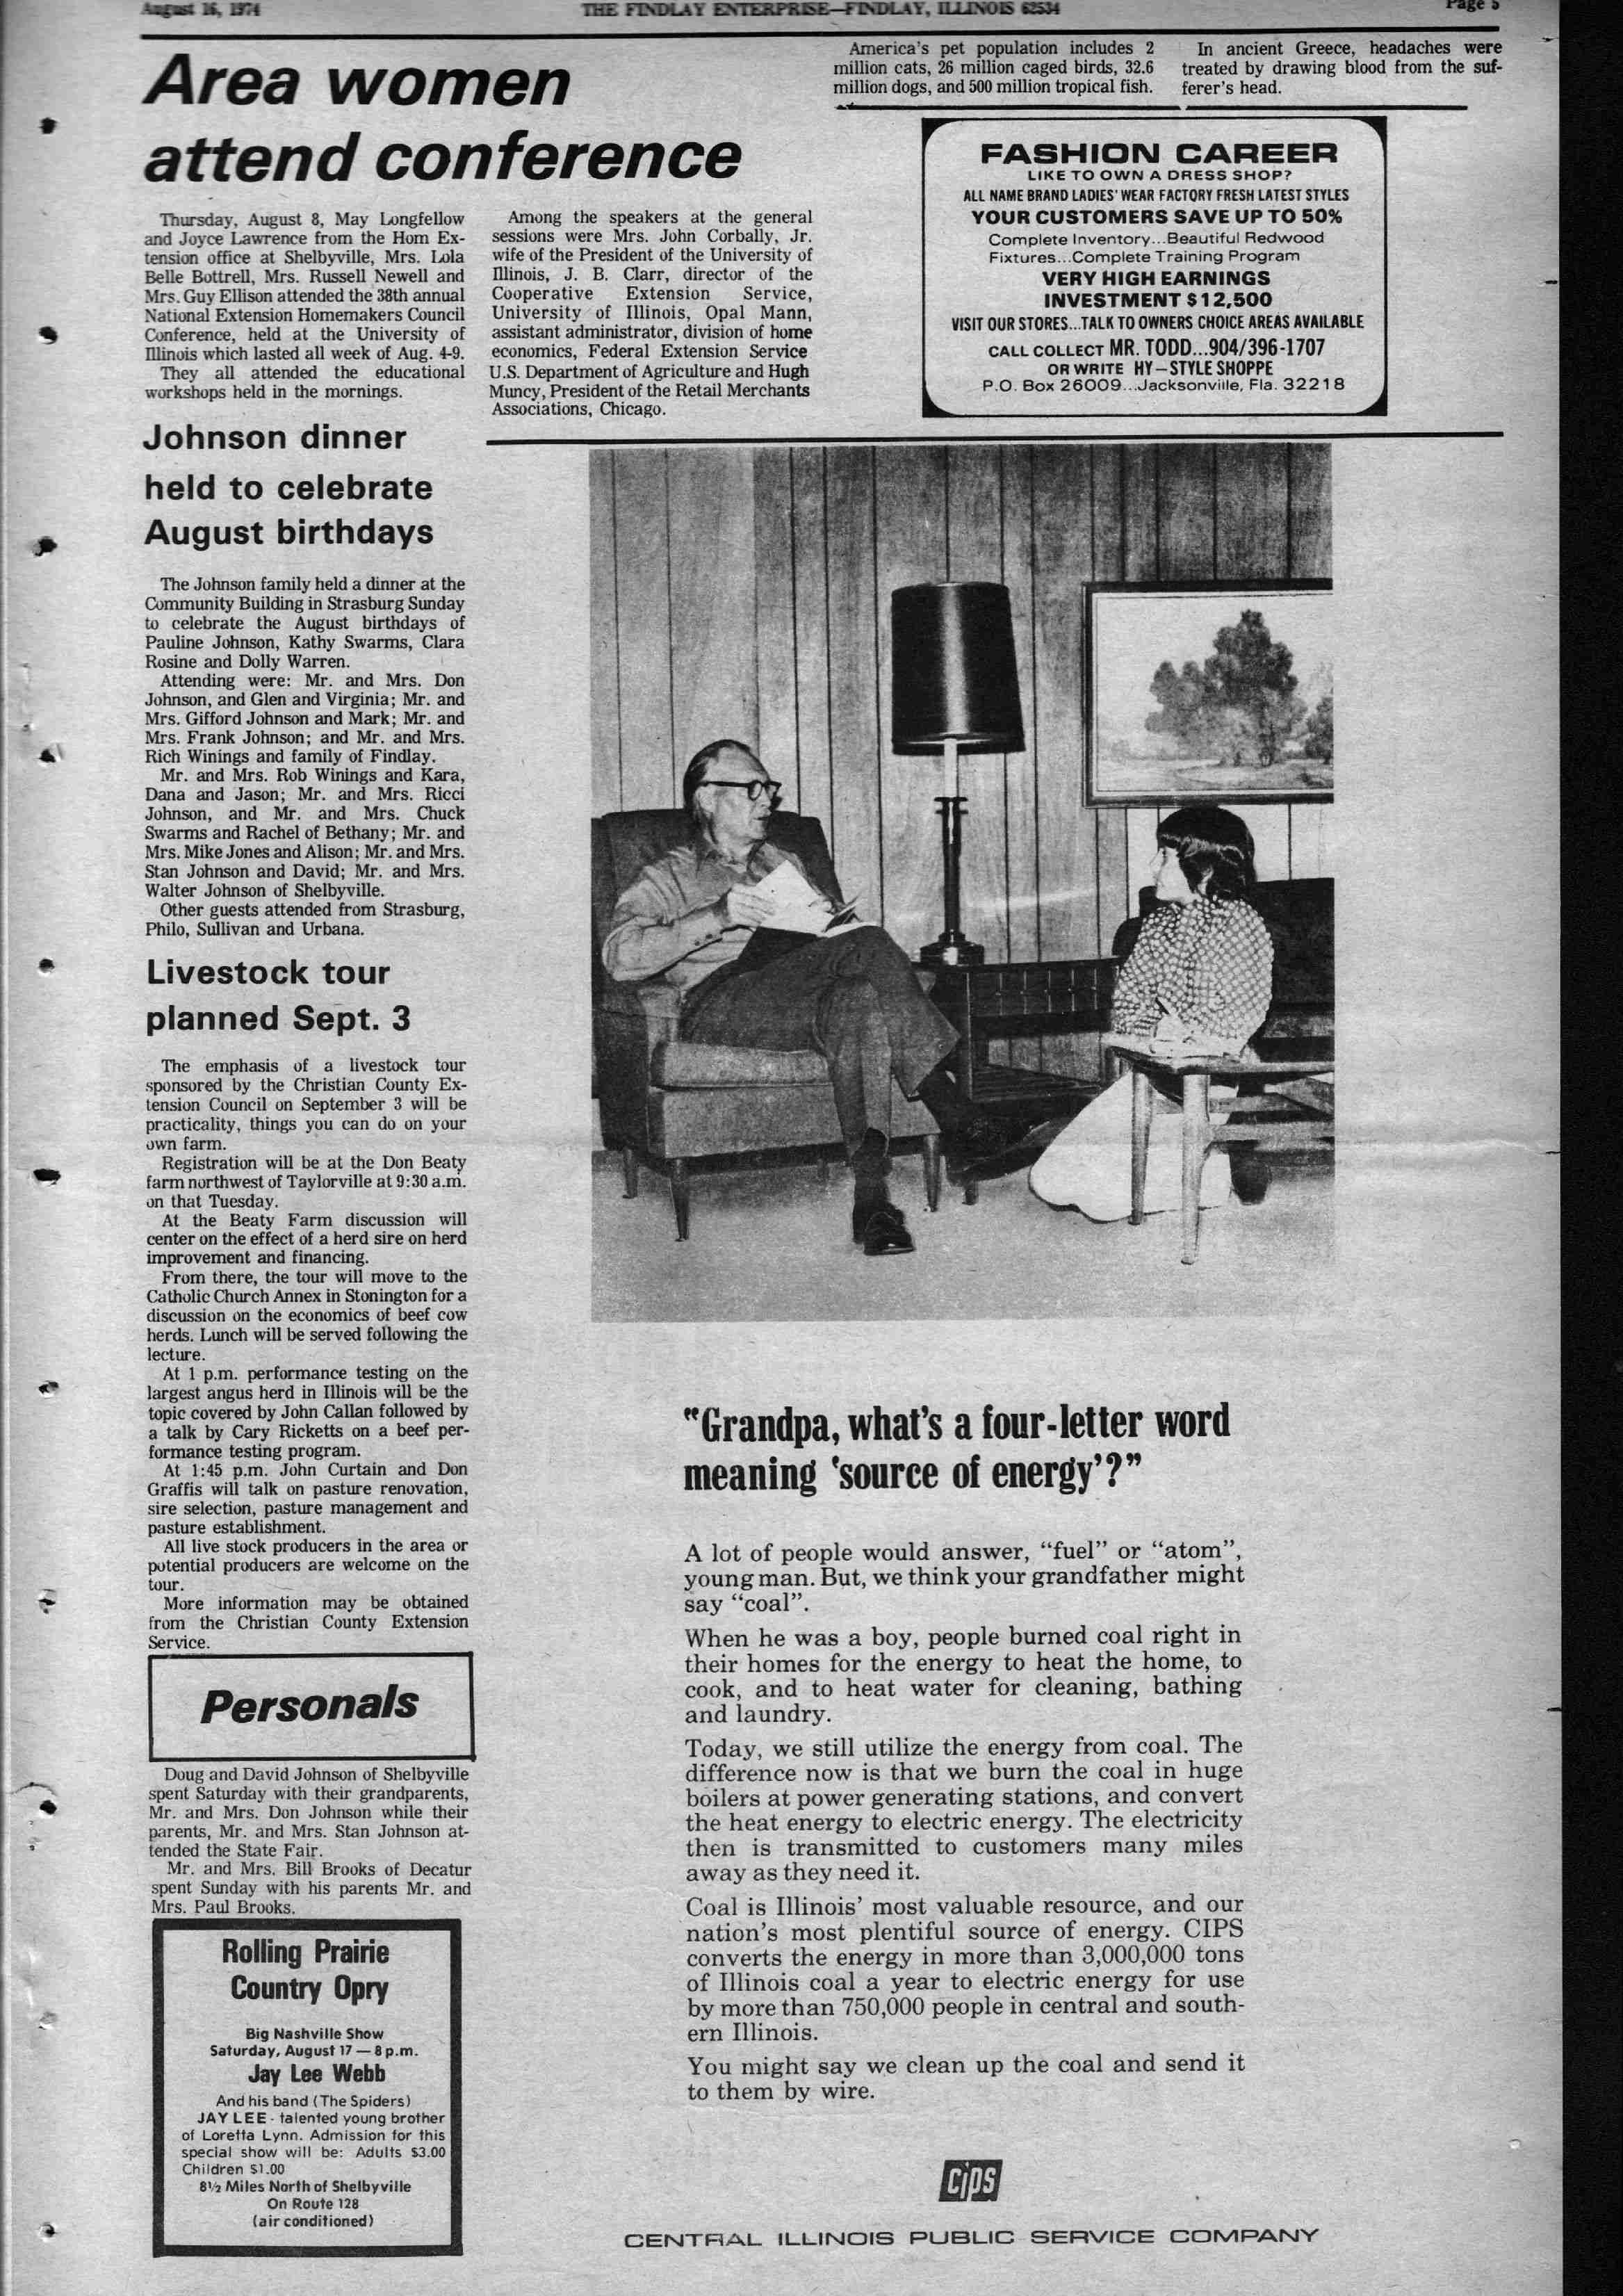 August 16, 1974
THE FINDLAY ENTERPRISE—FINDLAY, ILLINOIS 62534
Page 5
Area women
attend conference
Thursday, August 8, May Longfellow
and Joyce Lawrence from the Hom Ex-
tension office at Shelbyville, Mrs. Lola
Belle Bottrell, Mrs. Russell Newell and
Mrs. Guy Ellison attended the 38th annual
National Extension Homemakers Council
Conference, held at the University of
Illinois which lasted all week of Aug. 4-9.
They all attended the educational
workshops held in the mornings.
Among the speakers at the general
sessions were Mrs. John Corbally, Jr.
wife of the President of the University of
Illinois, J. B. Clarr, director of the
Cooperative Extension Service,
University of Illinois, Opal Mann,
assistant administrator, division of home
economics, Federal Extension Service
U.S. Department of Agriculture and Hugh
Muncy, President of the Retail Merchants
Associations, Chicago.
America's pet population includes 2
million cats, 26 million caged birds, 32.6
million dogs, and 500 million tropical fish.
In ancient Greece, headaches were
treated by drawing blood from the suf-
ferer's head.
FASHION CAREER
LIKE TO OWN A DRESS SHOP?
ALL NAME BRAND LADIES' WEAR FACTORY FRESH LATEST STYLES
YOUR CUSTOMERS SAVE UP TO 50%
Complete Inventory...Beautiful Redwood
Fixtures...Complete Training Program
VERY HIGH EARNINGS
INVESTMENT $12,500
VISIT OUR STORES...TALK TO OWNERS CHOICE AREAS AVAILABLE
CALL COLLECT MR. TODD...904/396-1707
OR WRITE HY-STYLE SHOPPE
P.O. Box 26009...Jacksonville, Fla. 32218
Johnson dinner
held to celebrate
August birthdays
The Johnson family held a dinner at the
Community Building in Strasburg Sunday
to celebrate the August birthdays of
Pauline Johnson, Kathy Swarms, Clara
Rosine and Dolly Warren.
Attending were: Mr. and Mrs. Don
Johnson, and Glen and Virginia; Mr. and
Mrs. Gifford Johnson and Mark; Mr. and
Mrs. Frank Johnson; and Mr. and Mrs.
Rich Winings and family of Findlay.
Mr. and Mrs. Rob Winings and Kara,
Dana and Jason; Mr. and Mrs. Ricci
Johnson, and Mr. and Mrs. Chuck
Swarms and Rachel of Bethany; Mr. and
Mrs. Mike Jones and Alison; Mr. and Mrs.
Stan Johnson and David; Mr. and Mrs.
Walter Johnson of Shelbyville.
Other guests attended from Strasburg,
Philo, Sullivan and Urbana.
Livestock tour
planned Sept. 3
The emphasis of a livestock tour
sponsored by the Christian County Ex-
tension Council on September 3 will be
practicality, things you can do on your
own farm.
Registration will be at the Don Beaty
farm northwest of Taylorville at 9:30 a.m.
on that Tuesday.
At the Beaty Farm discussion will
center on the effect of a herd sire on herd
improvement and financing.
From there, the tour will move to the
Catholic Church Annex in Stonington for a
discussion on the economics of beef cow
herds. Lunch will be served following the
lecture.
At 1 p.m. performance testing on the
largest angus herd in Illinois will be the
topic covered by John Callan followed by
a talk by Cary Ricketts on a beef per-
formance testing program.
At 1:45 p.m. John Curtain and Don
Graffis will talk on pasture renovation,
sire selection, pasture management and
pasture establishment.
All live stock producers in the area or
potential producers are welcome on the
tour.
More information may be obtained
from the Christian County Extension
Service.
Personals
Doug and David Johnson of Shelbyville
spent Saturday with their grandparents,
Mr. and Mrs. Don Johnson while their
parents, Mr. and Mrs. Stan Johnson at-
tended the State Fair.
Mr. and Mrs. Bill Brooks of Decatur
spent Sunday with his parents Mr. and
Mrs. Paul Brooks.
Rolling Prairie
Country Opry
Big Nashville Show
Saturday, August 17 — 8 p.m.
Jay Lee Webb
And his band (The Spiders)
JAY LEE - talented young brother
of Loretta Lynn. Admission for this
special show will be: Adults $3.00
Children $1.00
8½ Miles North of Shelbyville
On Route 128
(air conditioned)
"Grandpa, what's a four-letter word
meaning 'source of energy'?"
A lot of people would answer, "fuel" or "atom",
young man. But, we think your grandfather might
say "coal".
When he was a boy, people burned coal right in
their homes for the energy to heat the home, to
cook, and to heat water for cleaning, bathing
and laundry.
Today, we still utilize the energy from coal. The
difference now is that we burn the coal in huge
boilers at power generating stations, and convert
the heat energy to electric energy. The electricity
then is transmitted to customers many miles
away as they need it.
Coal is Illinois' most valuable resource, and our
nation's most plentiful source of energy. CIPS
converts the energy in more than 3,000,000 tons
of Illinois coal a year to electric energy for use
by more than 750,000 people in central and south-
ern Illinois.
You might say we clean up the coal and send it
to them by wire.
CIPS
CENTRAL ILLINOIS PUBLIC SERVICE COMPANY